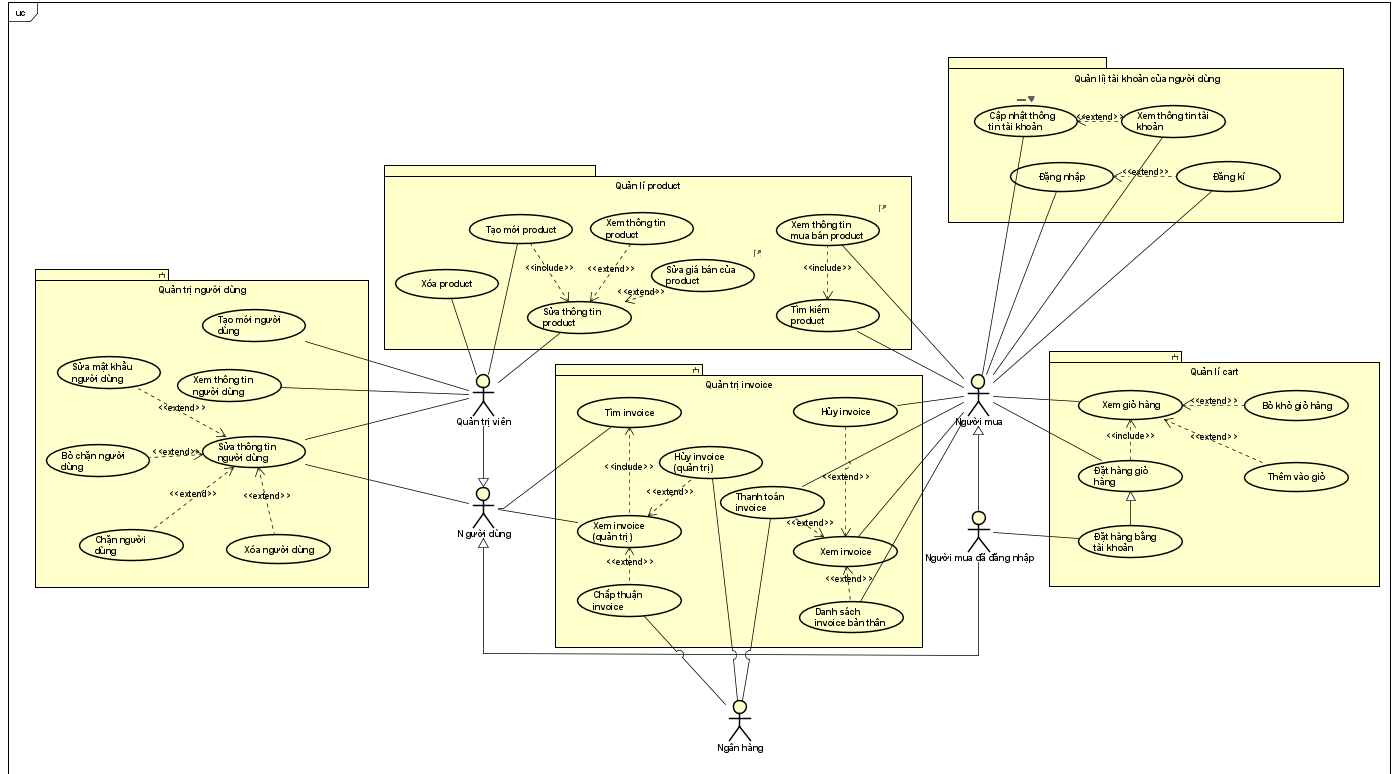 uc
Quản lií tài khoản của người dùng
Cập nhật thông
tin tài khoản
<<extend>>
Xem thông tin tài
khoản
Đặng nhập
<<extend>>
Đăng kí
Quản lí product
Tạo mới product
Xem thông tin
product
Xem thông tin
mua bán product
<<include>>
<<extend>>
Sửa giá bán của
product
<<include>>
Xóa product
<<extend>>
Sửa thông tin
product
Tìm kiếm
product
Quản trị người dùng
Tạo mới người
dùng
Sửa mật khẩu
người dùng
Xem thông tin
người dùng
<<extend>>
Bỏ chặn người
dùng
<<extend>>
Sửa thông tin
người dùng
<<extend>>
<<extend>>
Chặn người
dùng
Xóa người dùng
Quản trị viên
Người dùng
Quản trị invoice
Tìm invoice
Hủy invoice
<<include>>
Hủy invoice
(quản trị)
<<extend>>
<<extend>>
Thanh toán
invoice
Xem invoice
(quản trị)
<<extend>>
Xem invoice
<<extend>>
<<extend>>
Chấp thuận
invoice
Danh sách
invoice bản thân
Người mua
Người mua đã đăng nhập
Quản lí cart
Xem giỏ hàng
<<extend>>
Bỏ khỏ giỏ hàng
<<include>>
<<extend>>
Đặt hàng giỏ
hàng
Thêm vào giỏ
Đặt hàng bằng
tài khoản
Ngân hàng